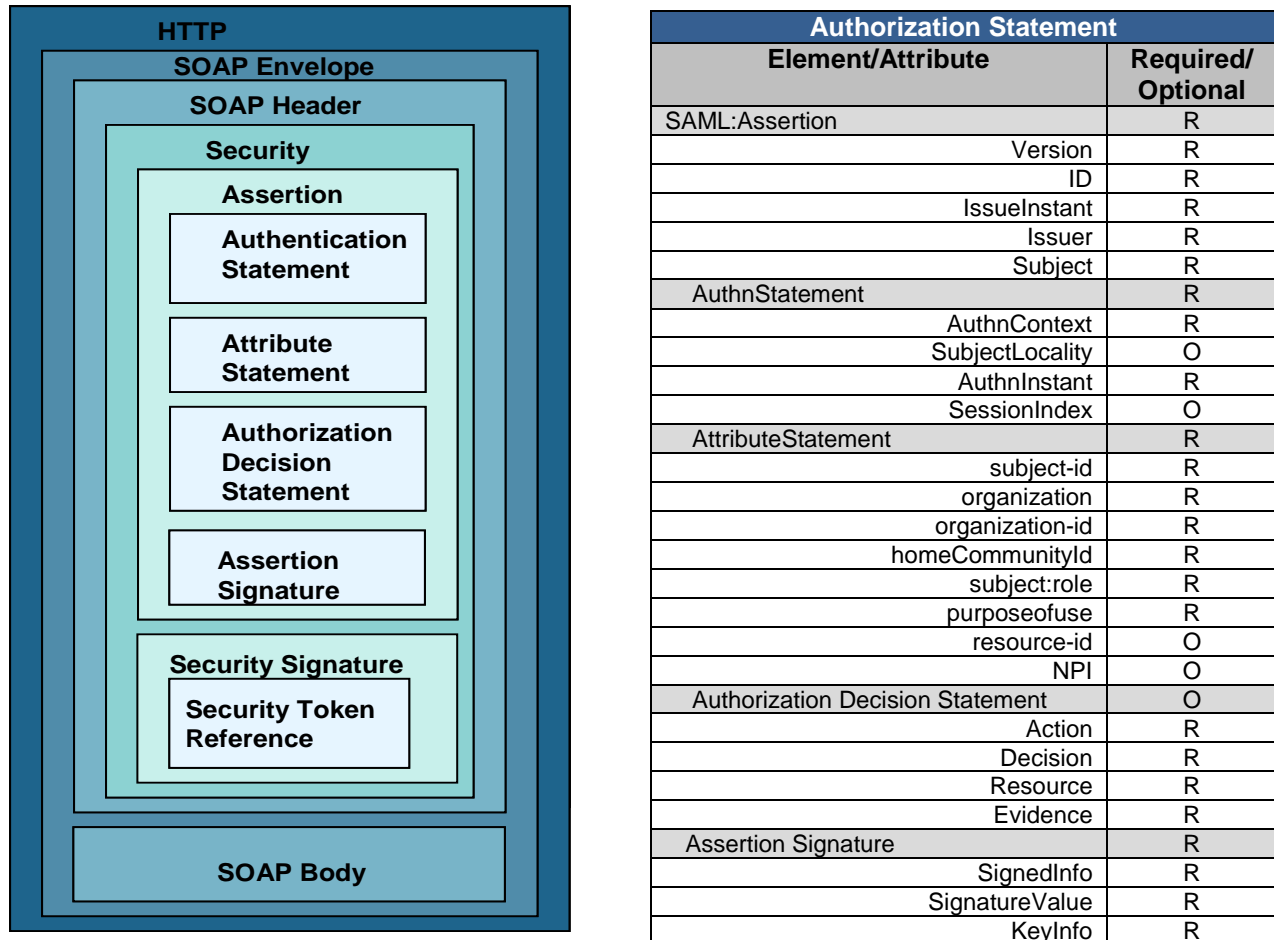 HTTP
SOAP Envelope
SOAP Header
Security
Assertion
Authentication
Statement
Attribute
Statement
Authorization
Decision
Statement
Assertion
Signature
Security Signature
Security Token
Reference
SOAP Body
Authorization Statement
Element/Attribute Required/
Optional
SAML:Assertion R
Version R
ID R
IssueInstant R
Issuer R
Subject R
AuthnStatement R
AuthnContext R
SubjectLocality O
AuthnInstant R
SessionIndex O
AttributeStatement R
subject-id R
organization R
organization-id R
homeCommunityId R
subject:role R
purposeofuse R
resource-id O
NPI O
Authorization Decision Statement O
Action R
Decision R
Resource R
Evidence R
Assertion Signature R
SignedInfo R
SignatureValue R
KeyInfo R